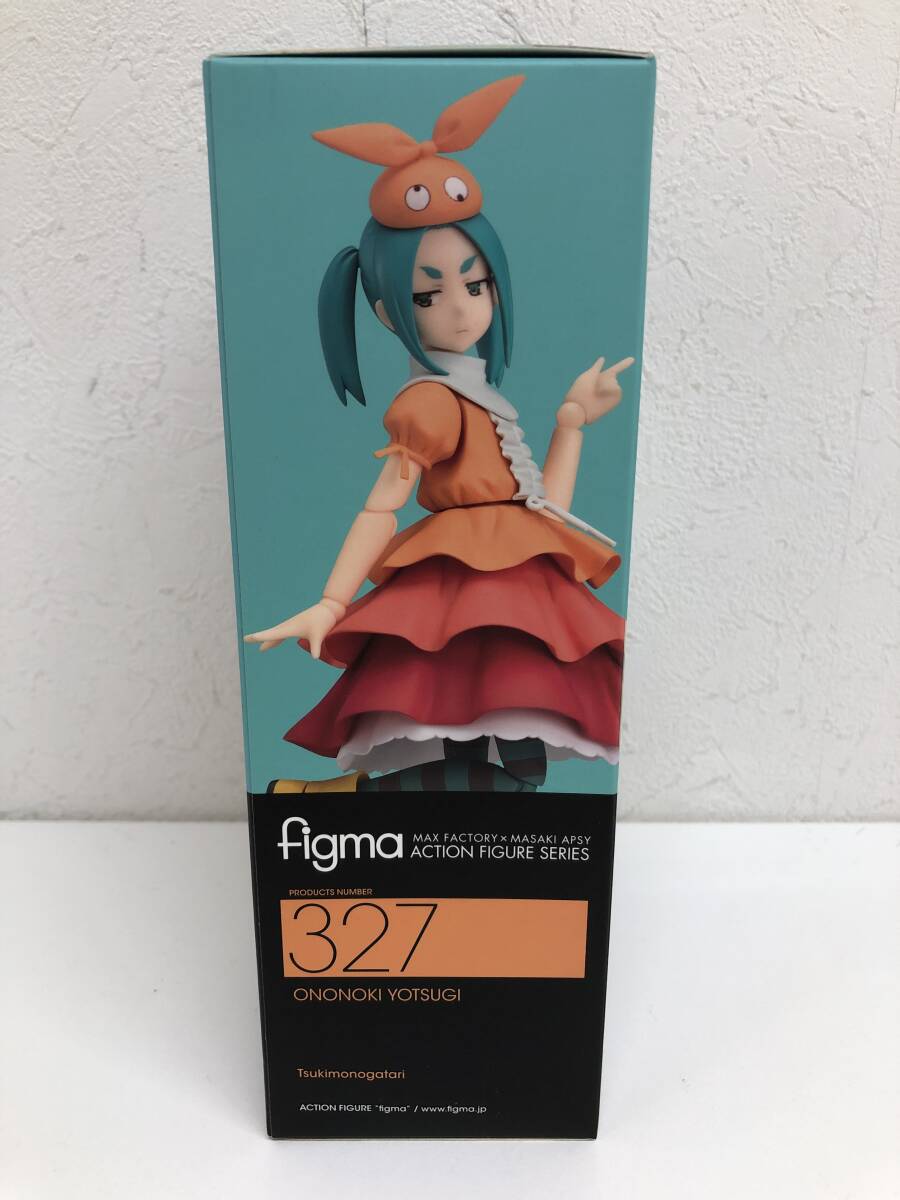 figma
MAX FACTORY × MASAKI APSY
ACTION FIGURE SERIES
PRODUCTS NUMBER
327
ONONOKI YOTSUGI
Tsukimonogatari
ACTION FIGURE "figma" / www.figma.jp